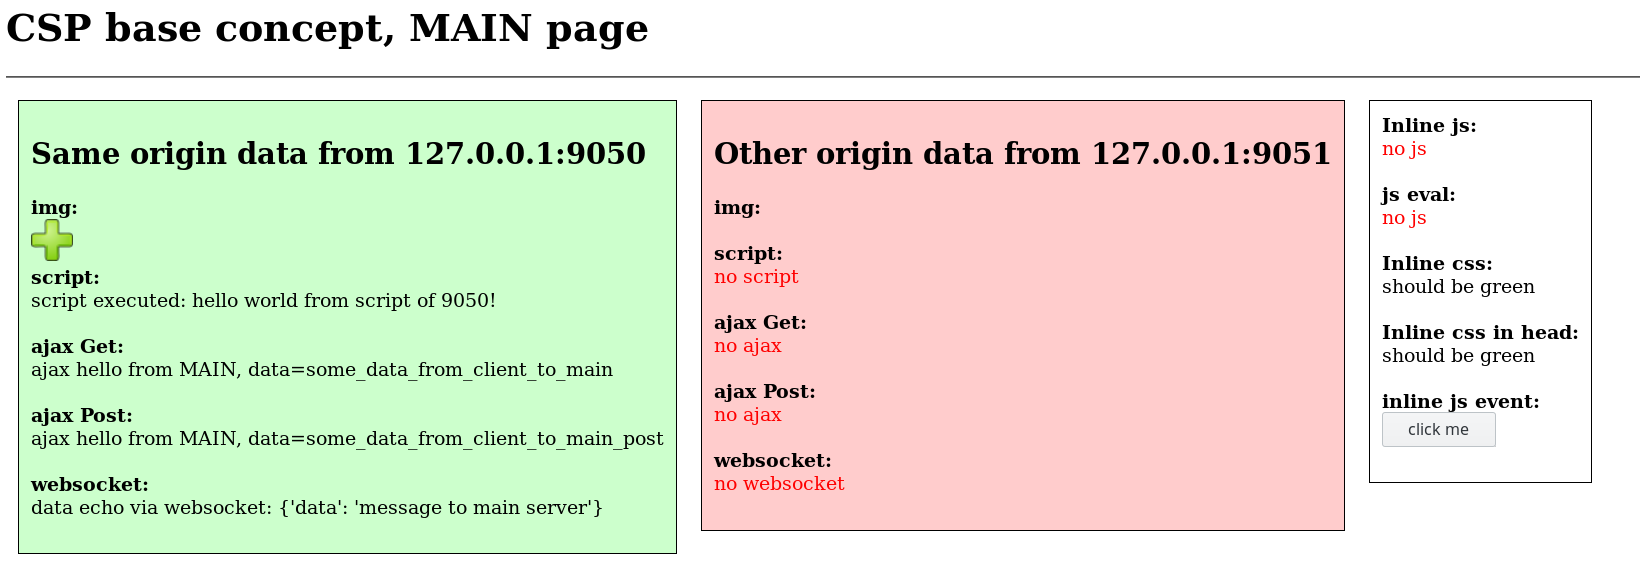 CSP base concept, MAIN page
Same origin data from 127.0.0.1:9050
img:
script:
script executed: hello world from script of 9050!
ajax Get:
ajax hello from MAIN, data=some_data_from_client_to_main
ajax Post:
ajax hello from MAIN, data=some_data_from_client_to_main_post
websocket:
data echo via websocket: {'data': 'message to main server'}
Other origin data from 127.0.0.1:9051
img:
script:
no script
ajax Get:
no ajax
ajax Post:
no ajax
websocket:
no websocket
Inline js:
no js
js eval:
no js
Inline css:
should be green
Inline css in head:
should be green
inline js event:
click me